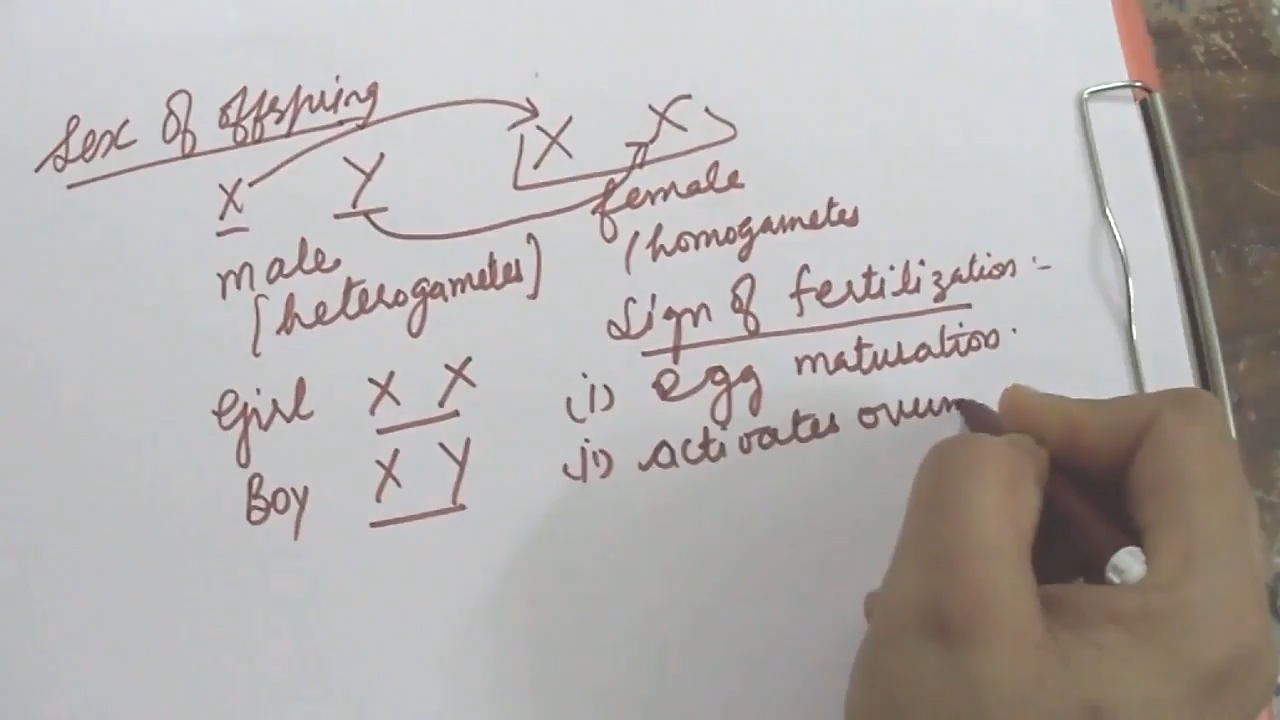 Sex of offspring
X Y X X
male female
[heterogametes] (homogametes
Sign of fertilization :-
Girl X X (i) egg maturation.
Boy X Y (ii) activates ovum